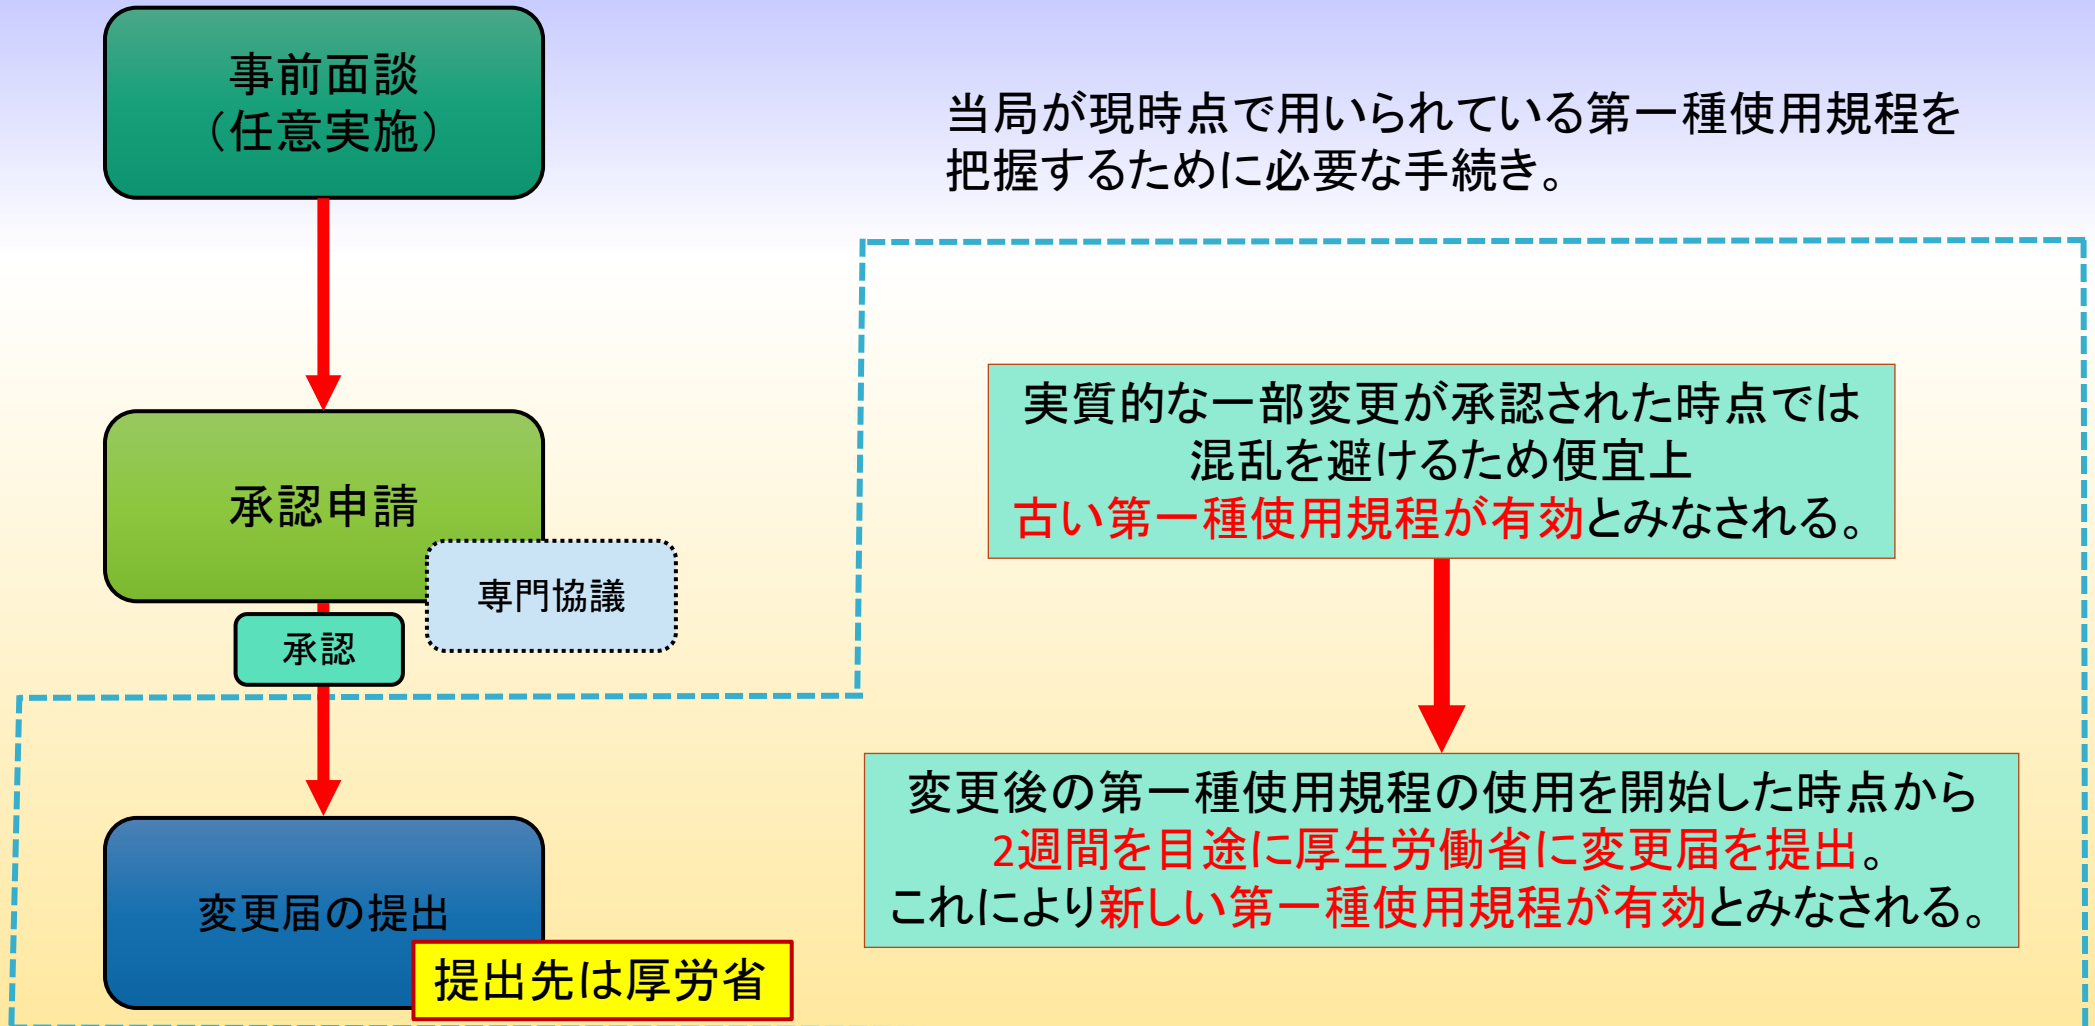 事前面談
（任意実施）
当局が現時点で用いられている第一種使用規程を
把握するために必要な手続き。
承認申請
専門協議
承認
実質的な一部変更が承認された時点では
混乱を避けるため便宜上
古い第一種使用規程が有効とみなされる。
変更届の提出
提出先は厚労省
変更後の第一種使用規程の使用を開始した時点から
2週間を目途に厚生労働省に変更届を提出。
これにより新しい第一種使用規程が有効とみなされる。